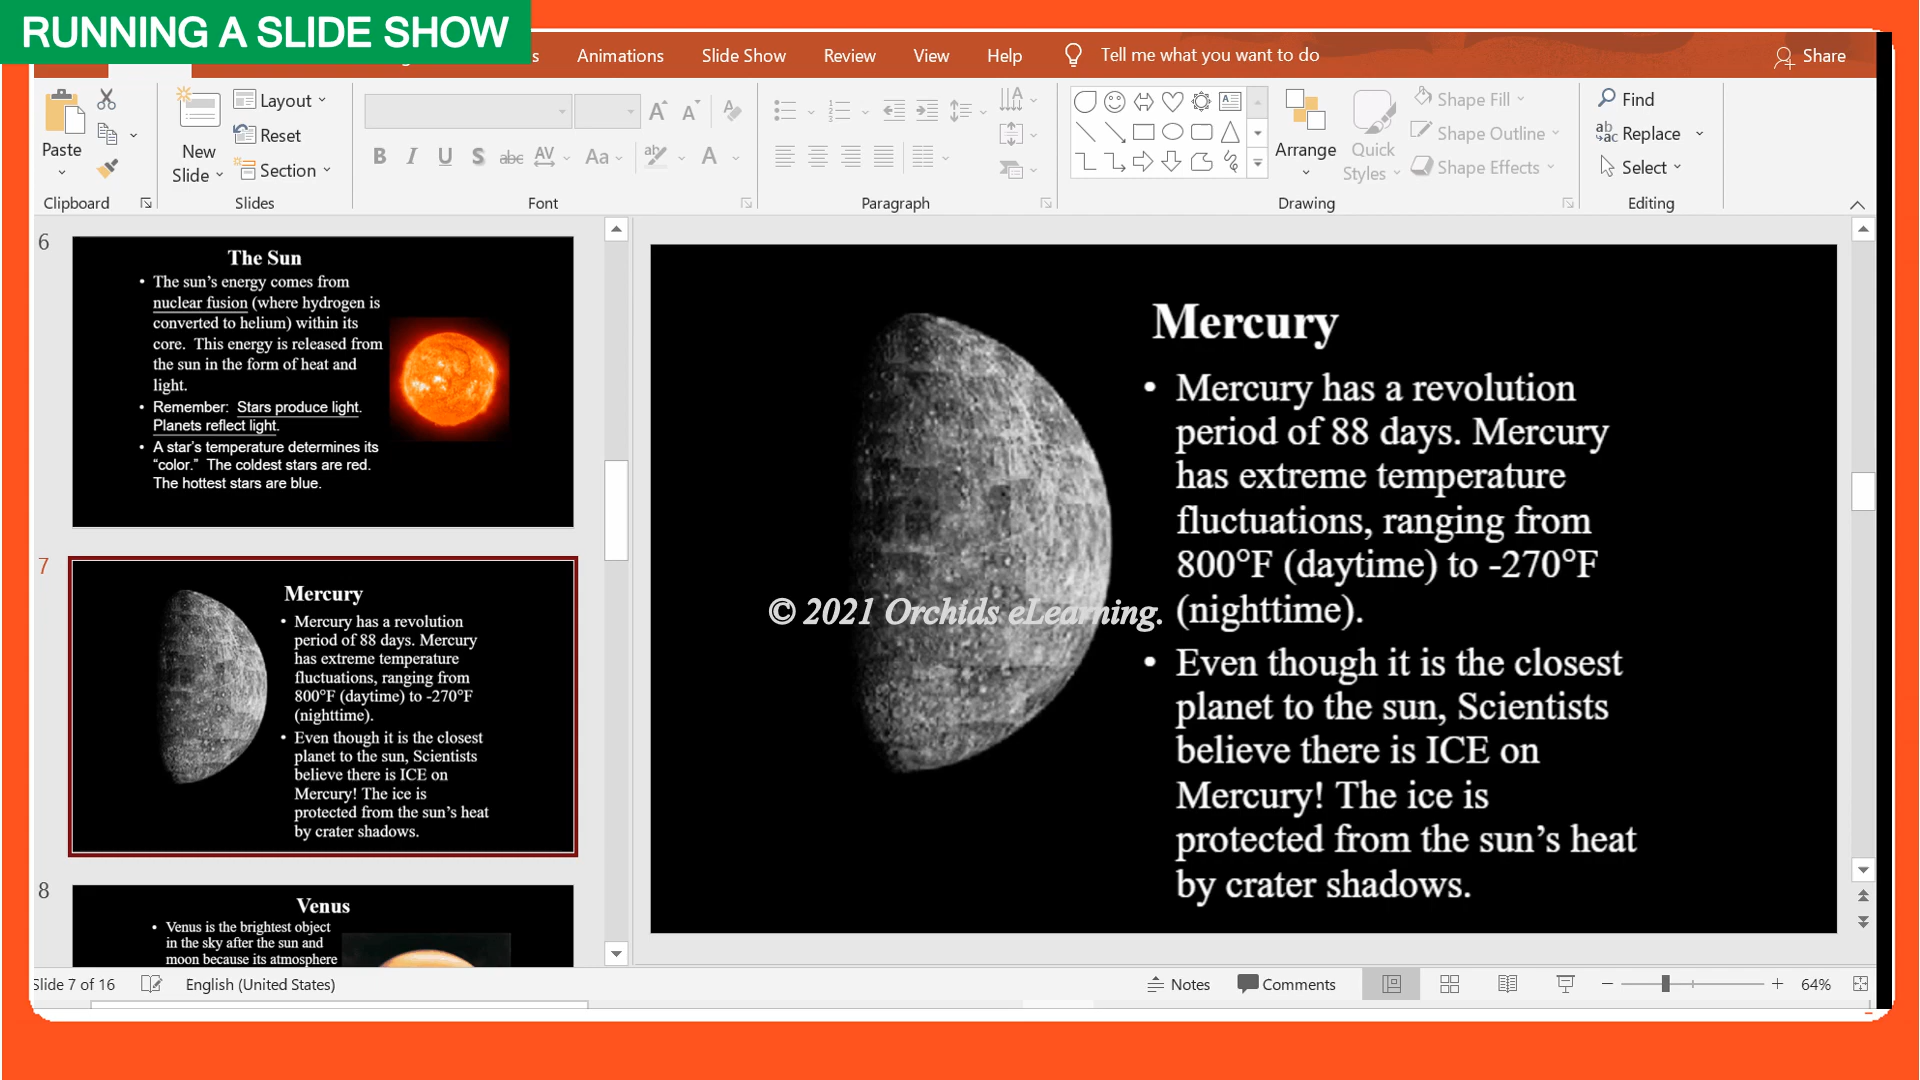 RUNNING A SLIDE SHOW
s Animations Slide Show Review View Help Tell me what you want to do Share
Paste
Clipboard
New
Slide
Layout
Reset
Section
Slides
B I U S abc AV Aa A
Font
Paragraph
Arrange
Quick
Styles
Shape Fill
Shape Outline
Shape Effects
Drawing
Find
Replace
Select
Editing
6
The Sun
• The sun's energy comes from
nuclear fusion (where hydrogen is
converted to helium) within its
core. This energy is released from
the sun in the form of heat and
light.
• Remember: Stars produce light.
Planets reflect light.
• A star's temperature determines its
“color.” The coldest stars are red.
The hottest stars are blue.
7
Mercury
• Mercury has a revolution
period of 88 days. Mercury
has extreme temperature
fluctuations, ranging from
800°F (daytime) to -270°F
(nighttime).
• Even though it is the closest
planet to the sun, Scientists
believe there is ICE on
Mercury! The ice is
protected from the sun's heat
by crater shadows.
8
Venus
• Venus is the brightest object
in the sky after the sun and
moon because its atmosphere
Mercury
• Mercury has a revolution
period of 88 days. Mercury
has extreme temperature
fluctuations, ranging from
800°F (daytime) to -270°F
(nighttime).
© 2021 Orchids eLearning.
• Even though it is the closest
planet to the sun, Scientists
believe there is ICE on
Mercury! The ice is
protected from the sun's heat
by crater shadows.
Slide 7 of 16 English (United States) Notes Comments 64%